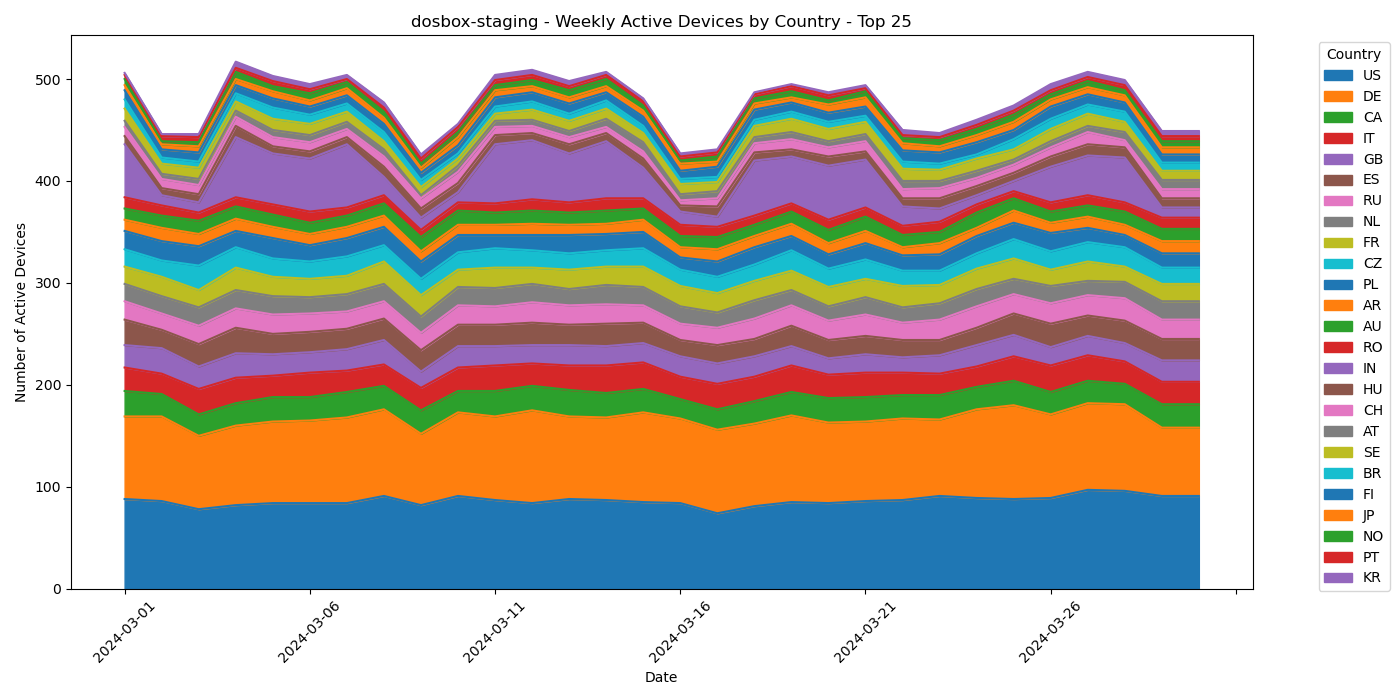 dosbox-staging - Weekly Active Devices by Country - Top 25
Number of Active Devices
500
400
300
200
100
0
2024-03-01
2024-03-06
2024-03-11
2024-03-16
2024-03-21
2024-03-26
Date
Country
US
DE
CA
IT
GB
ES
RU
NL
FR
CZ
PL
AR
AU
RO
IN
HU
CH
AT
SE
BR
FI
JP
NO
PT
KR